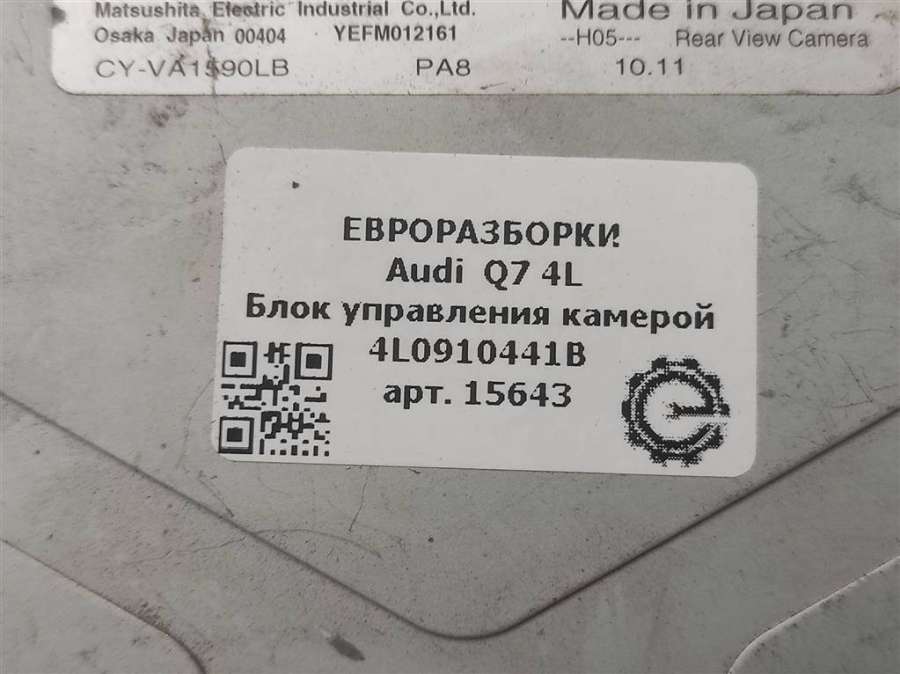 Matsushita Electric Industrial Co.,Ltd. Made in Japan
Osaka Japan 00404 YEFM012161 --H05--- Rear View Camera
CY-VA1590LB PA8 10.11
ЕВРОРАЗБОРКИ
Audi Q7 4L
Блок управления камерой
4L0910441B
арт. 15643